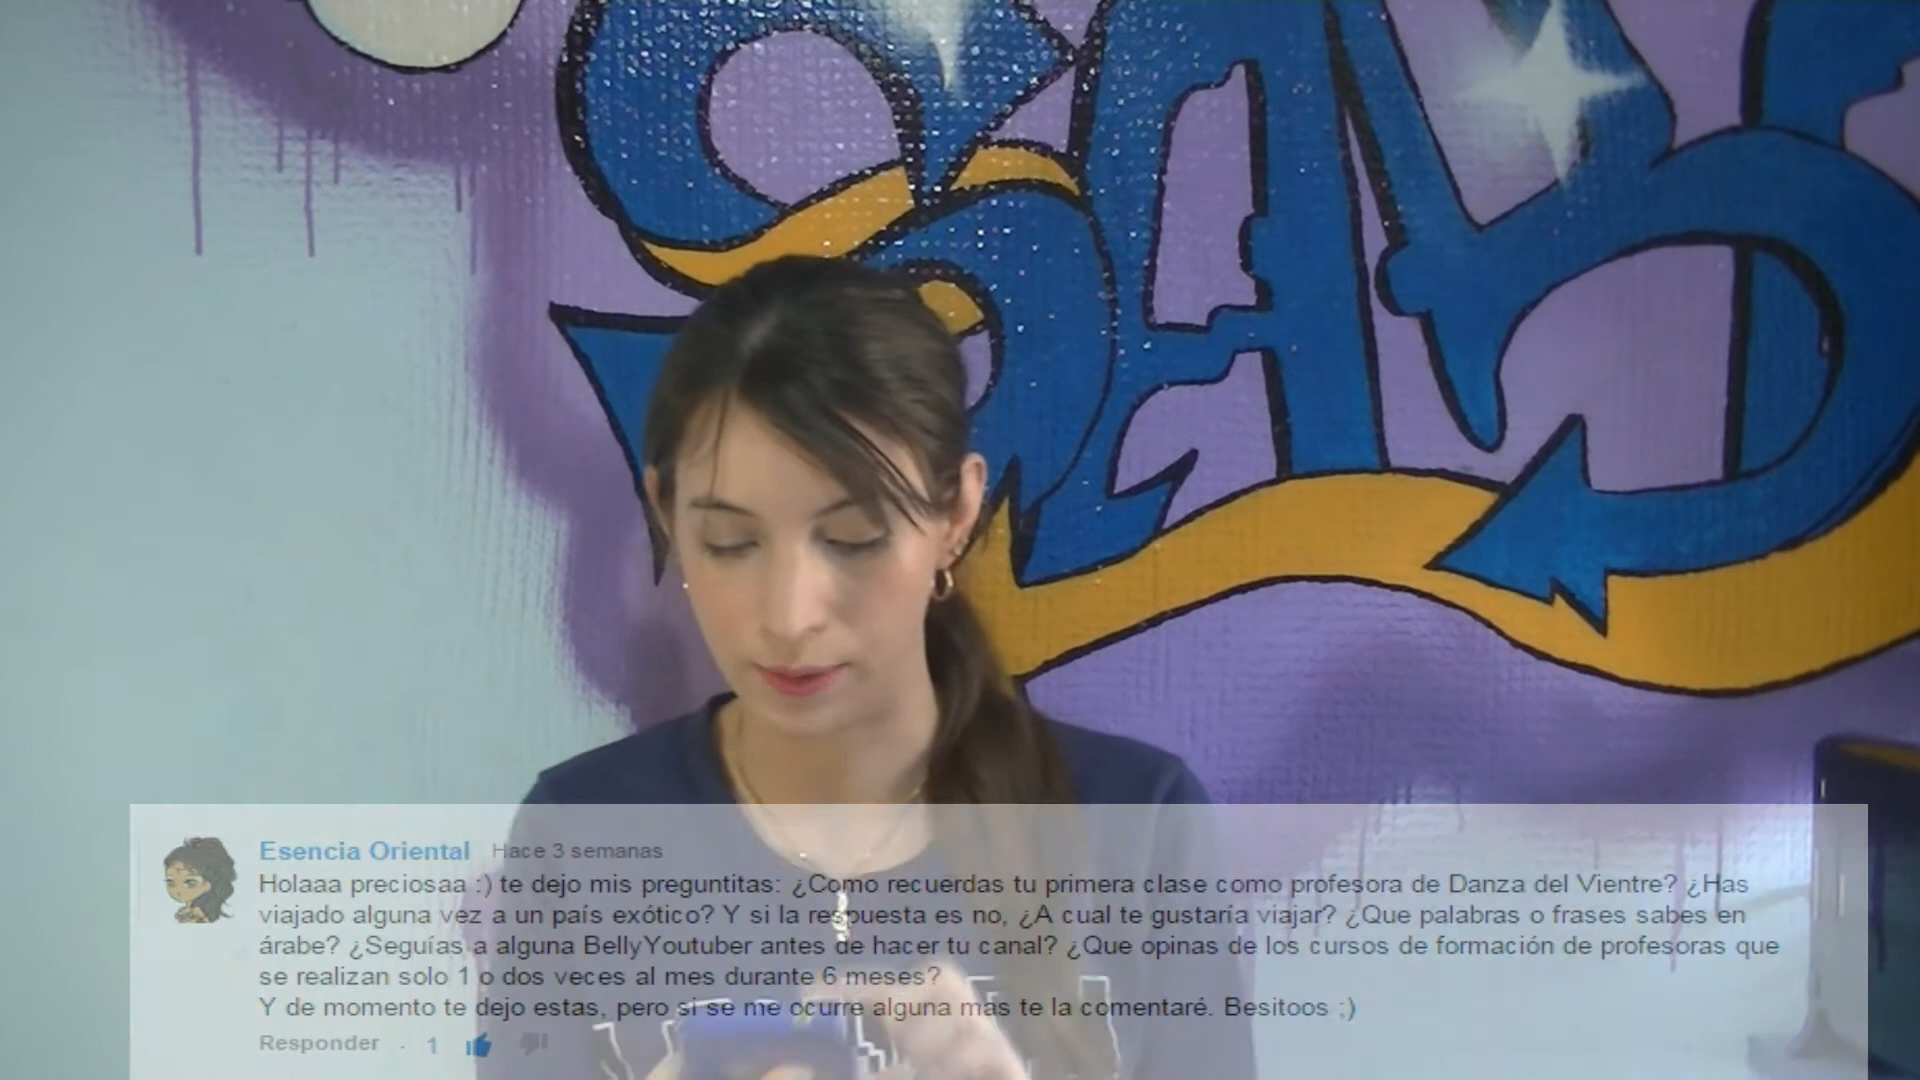 Esencia Oriental Hace 3 semanas
Holaaa preciosaa :) te dejo mis preguntitas: ¿Como recuerdas tu primera clase como profesora de Danza del Vientre? ¿Has
viajado alguna vez a un país exótico? Y si la respuesta es no, ¿A cual te gustaría viajar? ¿Que palabras o frases sabes en
árabe? ¿Seguías a alguna BellyYoutuber antes de hacer tu canal? ¿Que opinas de los cursos de formación de profesoras que
se realizan solo 1 o dos veces al mes durante 6 meses?
Y de momento te dejo estas, pero si se me ocurre alguna mas te la comentaré. Besitoos ;)
Responder · 1